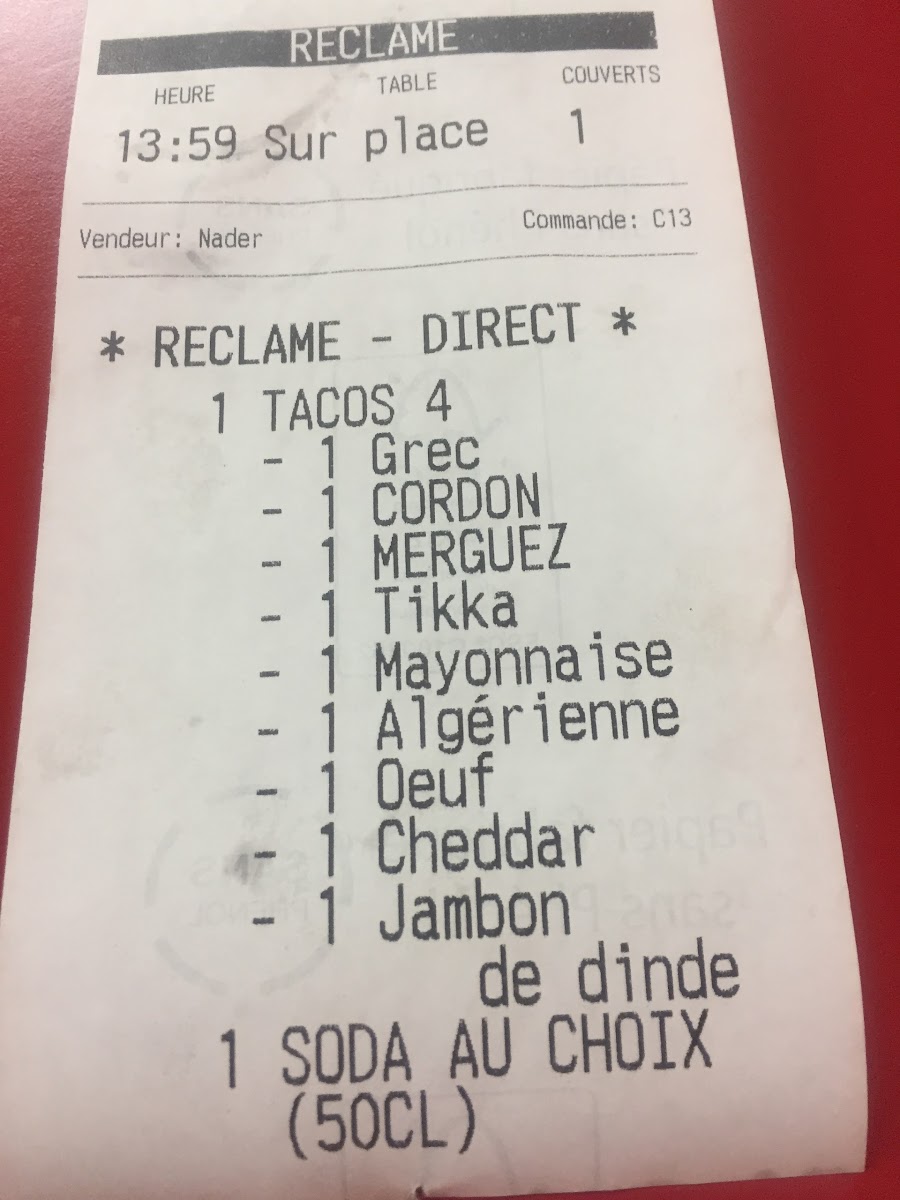 RECLAME
HEURE TABLE COUVERTS
13:59 Sur place 1
Vendeur: Nader Commande: C13
* RECLAME - DIRECT *
1 TACOS 4
- 1 Grec
- 1 CORDON
- 1 MERGUEZ
- 1 Tikka
- 1 Mayonnaise
- 1 Algérienne
- 1 Oeuf
- 1 Cheddar
- 1 Jambon
de dinde
1 SODA AU CHOIX
(50CL)